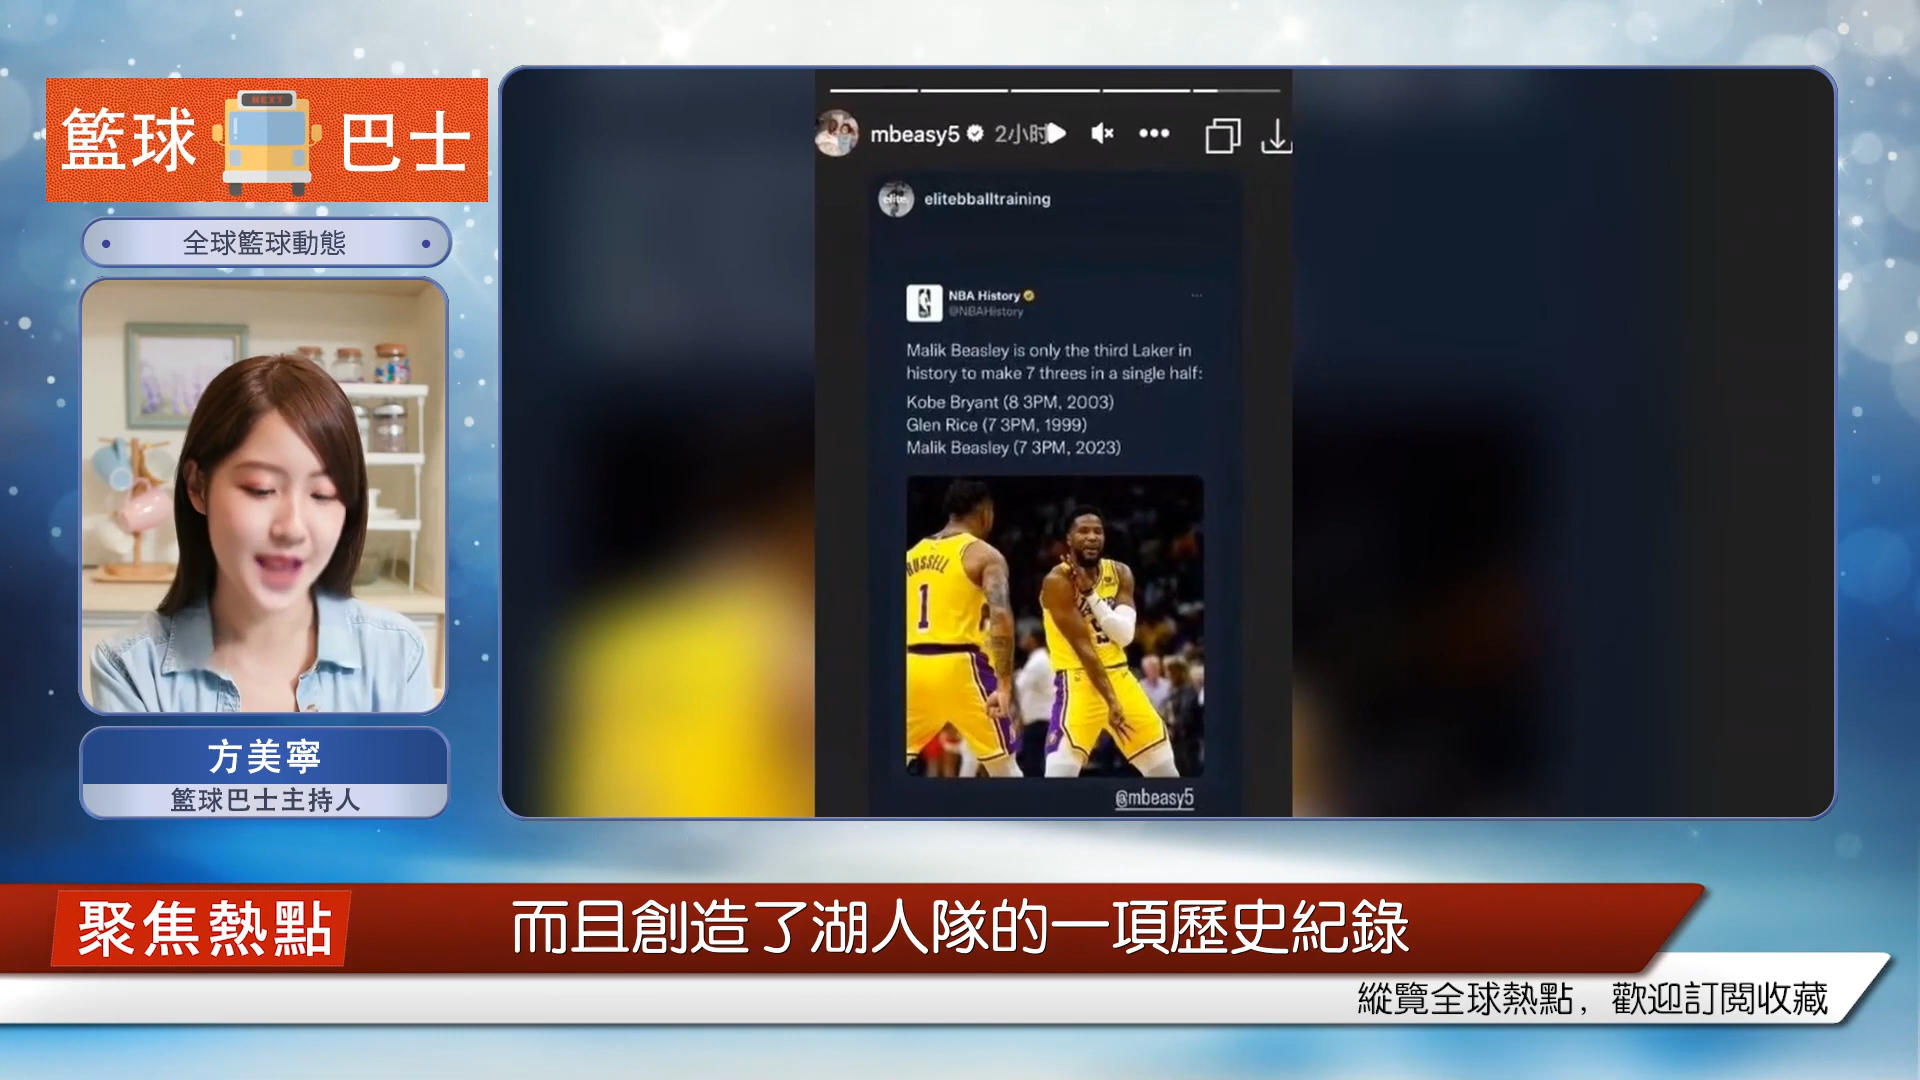 籃球巴士
NEXT
全球籃球動態
方美寧
籃球巴士主持人
mbeasy5 2小时
elite.
elitebballtraining
NBA History
@NBAHistory
Malik Beasley is only the third Laker in
history to make 7 threes in a single half:
Kobe Bryant (8 3PM, 2003)
Glen Rice (7 3PM, 1999)
Malik Beasley (7 3PM, 2023)
RUSSELL
1
@mbeasy5
聚焦熱點
而且創造了湖人隊的一項歷史紀錄
縱覽全球熱點，歡迎訂閱收藏